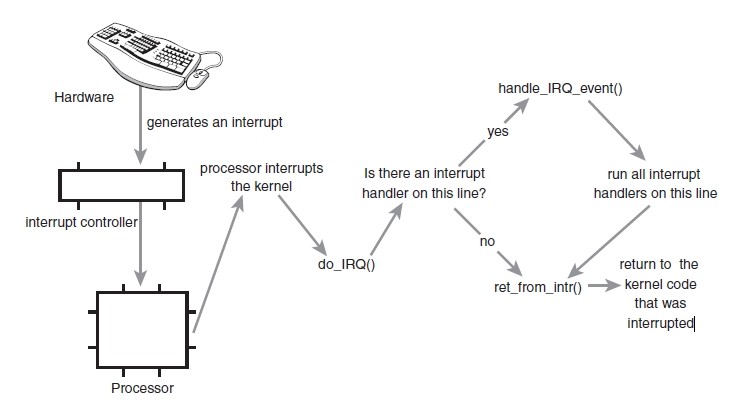 Hardware
generates an interrupt
interrupt controller
Processor
processor interrupts
the kernel
do_IRQ()
Is there an interrupt
handler on this line?
yes
no
handle_IRQ_event()
run all interrupt
handlers on this line
ret_from_intr()
return to the
kernel code
that was
interrupted